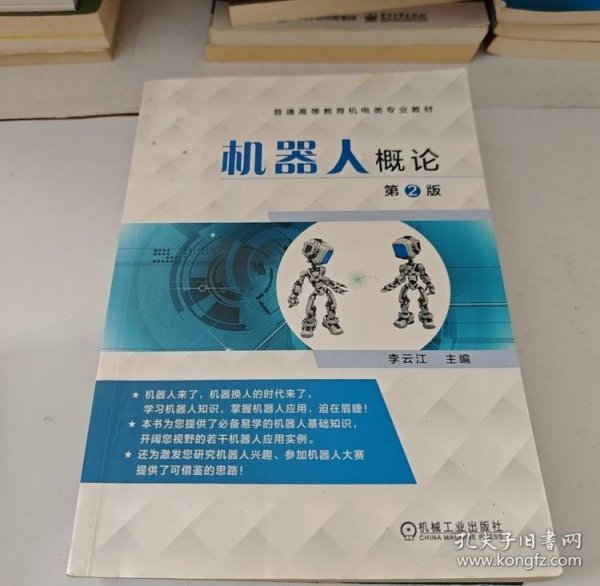 普通高等教育机电类专业教材
机器人概论
第2版
李云江 主编
★ 机器人来了，机器换人的时代来了，
学习机器人知识，掌握机器人应用，迫在眉睫！
★ 本书为您提供了必备易学的机器人基础知识，
开阔您视野的若干机器人应用实例。
★ 还为激发您研究机器人兴趣、参加机器人大赛
提供了可借鉴的思路！
机械工业出版社
CHINA MACHINE PRESS
孔夫子旧书网
www.kongfz.com